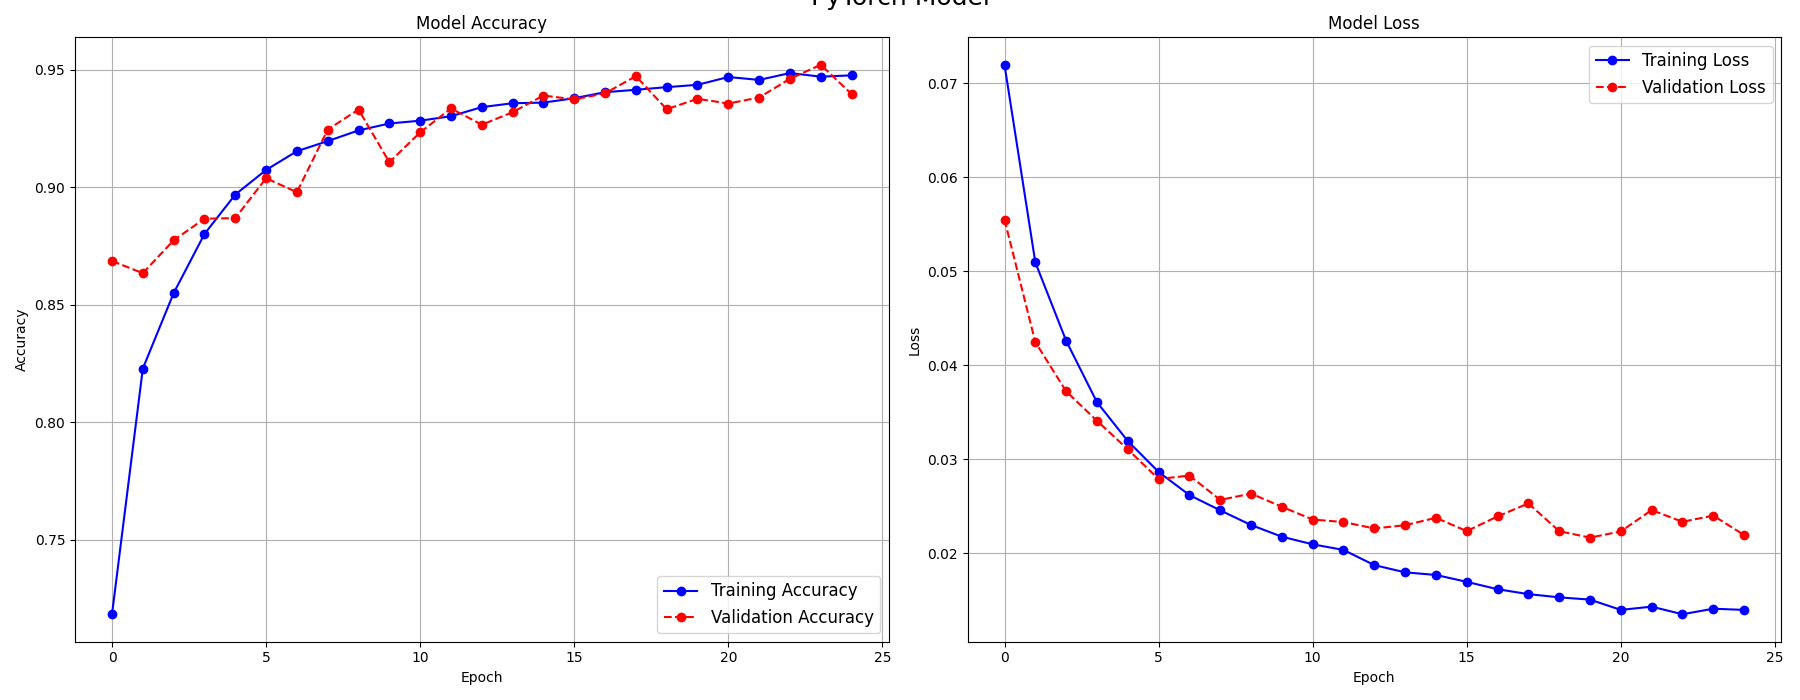 PyTorch Model
Model Accuracy
0.95
0.90
0.85
0.80
0.75
Accuracy
0
5
10
15
20
25
Epoch
Training Accuracy
Validation Accuracy
Model Loss
0.07
0.06
0.05
0.04
0.03
0.02
Loss
0
5
10
15
20
25
Epoch
Training Loss
Validation Loss